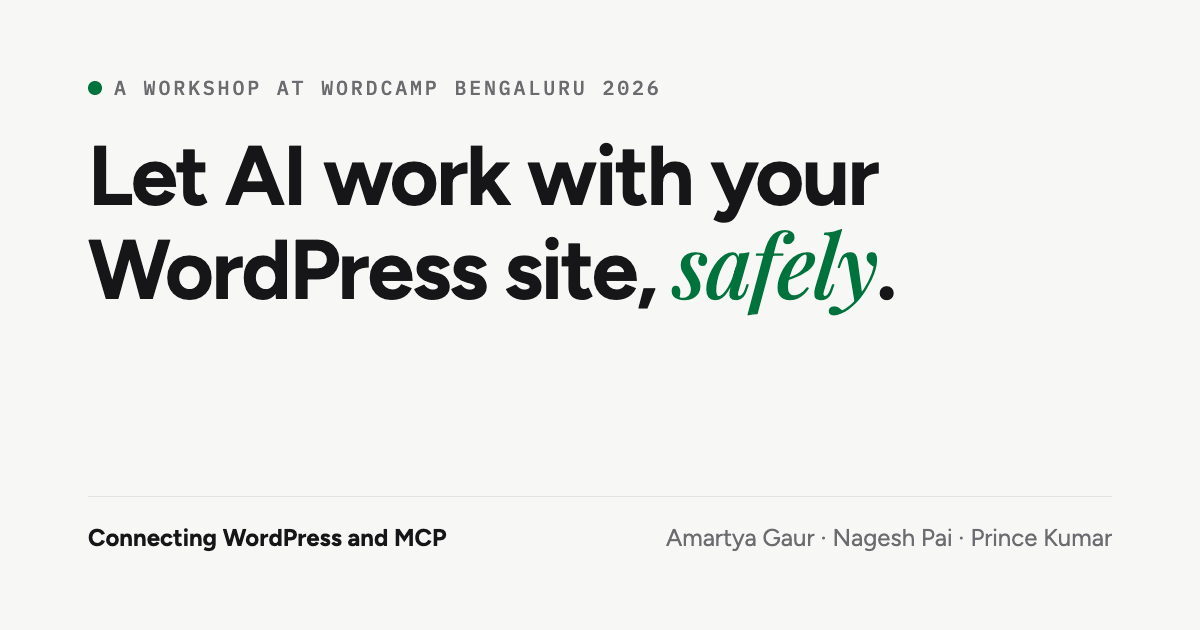 A WORKSHOP AT WORDCAMP BENGALURU 2026
Let AI work with your
WordPress site, safely.
Connecting WordPress and MCP
Amartya Gaur · Nagesh Pai · Prince Kumar